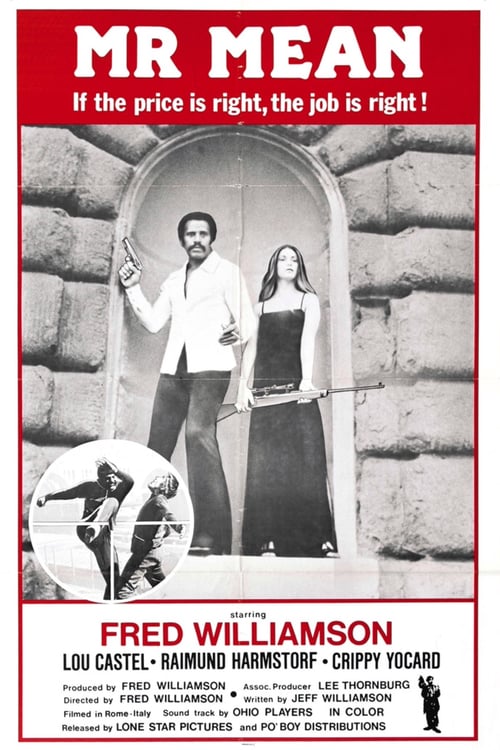 MR MEAN
If the price is right, the job is right!
starring
FRED WILLIAMSON
LOU CASTEL • RAIMUND HARMSTORF • CRIPPY YOCARD
Produced by FRED WILLIAMSON Assoc. Producer LEE THORNBURG
Directed by FRED WILLIAMSON • Written by JEFF WILLIAMSON
Filmed in Rome-Italy Sound track by OHIO PLAYERS IN COLOR
Released by LONE STAR PICTURES and PO' BOY DISTRIBUTIONS